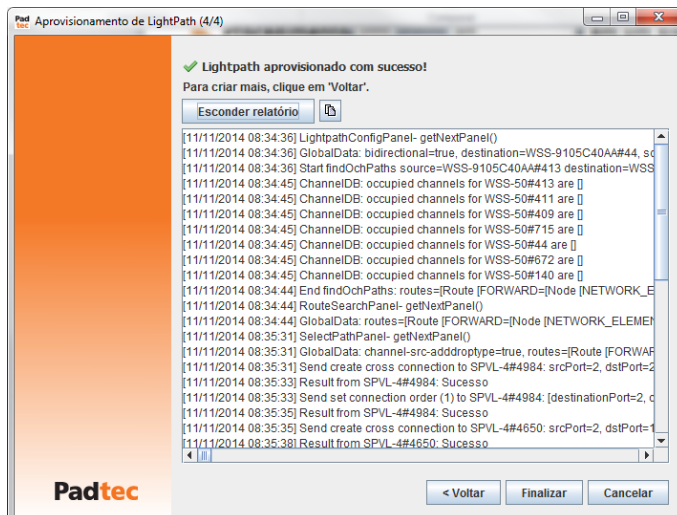 Pad
tec
Aprovisionamento de LightPath (4/4)
Lightpath aprovisionado com sucesso!
Para criar mais, clique em 'Voltar'.
Esconder relatório
[11/11/2014 08:34:36] LightpathConfigPanel- getNextPanel()
[11/11/2014 08:34:36] GlobalData: bidirectional=true, destination=WSS-9105C40AA#44, sc
[11/11/2014 08:34:36] Start findOchPaths source=WSS-9105C40AA#413 destination=WSS
[11/11/2014 08:34:45] ChannelDB: occupied channels for WSS-50#413 are []
[11/11/2014 08:34:45] ChannelDB: occupied channels for WSS-50#411 are []
[11/11/2014 08:34:45] ChannelDB: occupied channels for WSS-50#409 are []
[11/11/2014 08:34:45] ChannelDB: occupied channels for WSS-50#715 are []
[11/11/2014 08:34:45] ChannelDB: occupied channels for WSS-50#44 are []
[11/11/2014 08:34:45] ChannelDB: occupied channels for WSS-50#672 are []
[11/11/2014 08:34:45] ChannelDB: occupied channels for WSS-50#140 are []
[11/11/2014 08:34:44] End findOchPaths: routes=[Route [FORWARD=[Node [NETWORK_E
[11/11/2014 08:34:44] RouteSearchPanel- getNextPanel()
[11/11/2014 08:34:44] GlobalData: routes=[Route [FORWARD=[Node [NETWORK_ELEMEN
[11/11/2014 08:35:31] SelectPathPanel- getNextPanel()
[11/11/2014 08:35:31] GlobalData: channel-src-adddroptype=true, routes=[Route [FORWAR
[11/11/2014 08:35:31] Send create cross connection to SPVL-4#4984: srcPort=2, dstPort=2
[11/11/2014 08:35:33] Result from SPVL-4#4984: Sucesso
[11/11/2014 08:35:33] Send set connection order (1) to SPVL-4#4984: [destinationPort=2, c
[11/11/2014 08:35:35] Result from SPVL-4#4984: Sucesso
[11/11/2014 08:35:35] Send create cross connection to SPVL-4#4650: srcPort=2, dstPort=1
[11/11/2014 08:35:38] Result from SPVL-4#4650: Sucesso
Padtec
< Voltar
Finalizar
Cancelar